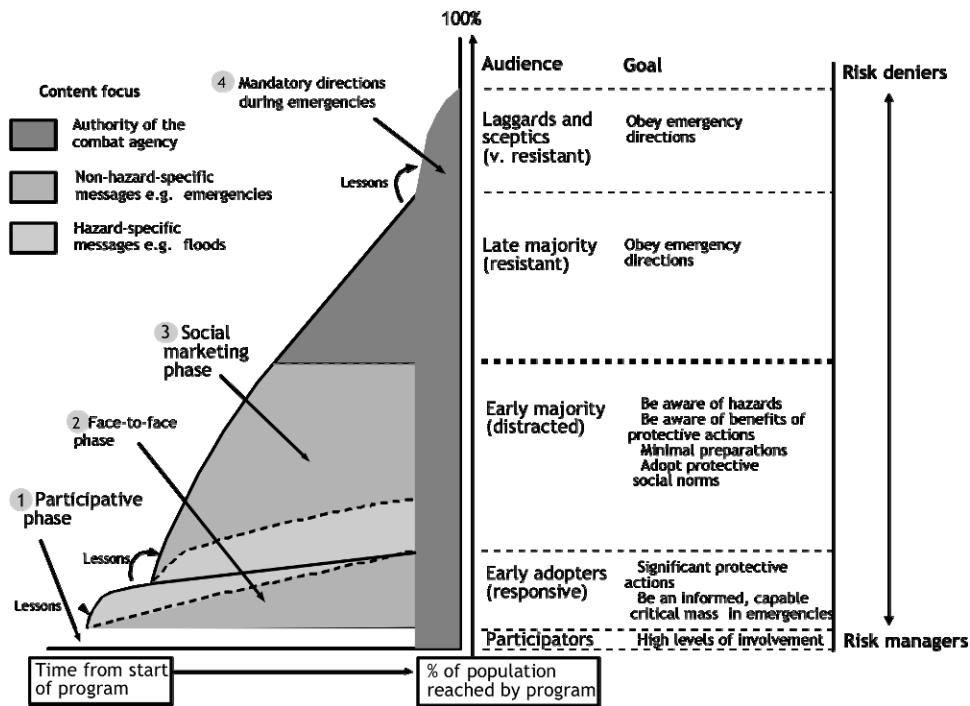 100%
Content focus
Authority of the
combat agency
Non-hazard-specific
messages e.g. emergencies
Hazard-specific
messages e.g. floods
4 Mandatory directions
during emergencies
Lessons
3 Social
marketing
phase
2 Face-to-face
phase
1 Participative
phase
Lessons
Lessons
Time from start
of program
% of population
reached by program
Audience Goal
Risk deniers
Laggards and
sceptics
(v. resistant)
Obey emergency
directions
Late majority
(resistant)
Obey emergency
directions
Early majority
(distracted)
Be aware of hazards
Be aware of benefits of
protective actions
Minimal preparations
Adopt protective
social norms
Early adopters
(responsive)
Significant protective
actions
Be an informed, capable
critical mass in emergencies
Participators
High levels of involvement
Risk managers